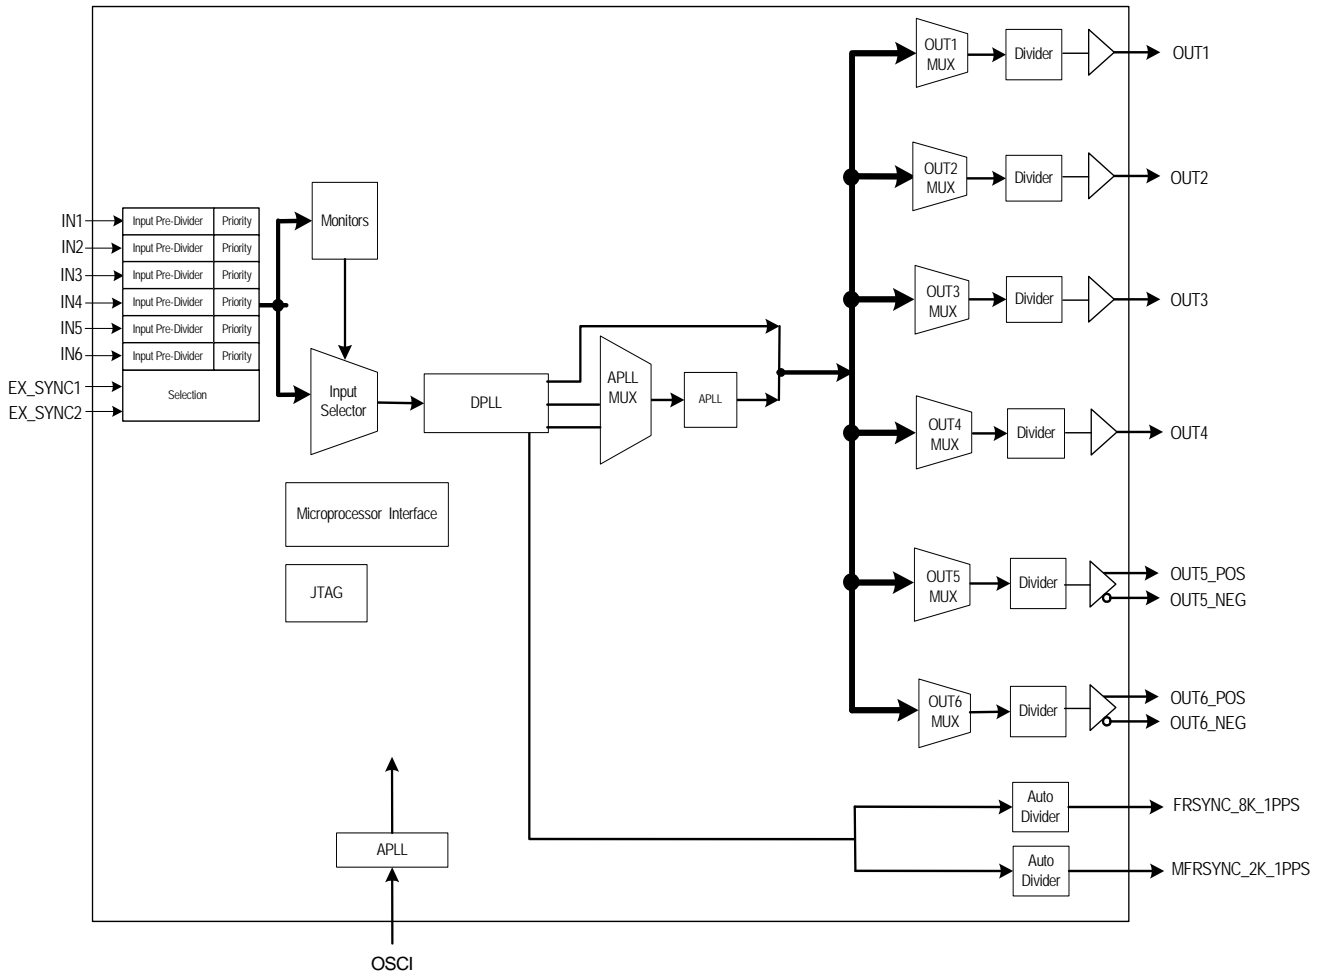 OUT1
MUX
Divider
OUT1
OUT2
MUX
Divider
OUT2
Monitors
IN1
Input Pre-Divider
Priority
IN2
Input Pre-Divider
Priority
IN3
Input Pre-Divider
Priority
IN4
Input Pre-Divider
Priority
IN5
Input Pre-Divider
Priority
IN6
Input Pre-Divider
Priority
EX_SYNC1
EX_SYNC2
Selection
OUT3
MUX
Divider
OUT3
Input
Selector
DPLL
APLL
MUX
APLL
OUT4
MUX
Divider
OUT4
Microprocessor Interface
JTAG
OUT5
MUX
Divider
OUT5_POS
OUT5_NEG
OUT6
MUX
Divider
OUT6_POS
OUT6_NEG
Auto
Divider
FRSYNC_8K_1PPS
APLL
Auto
Divider
MFRSYNC_2K_1PPS
OSCI